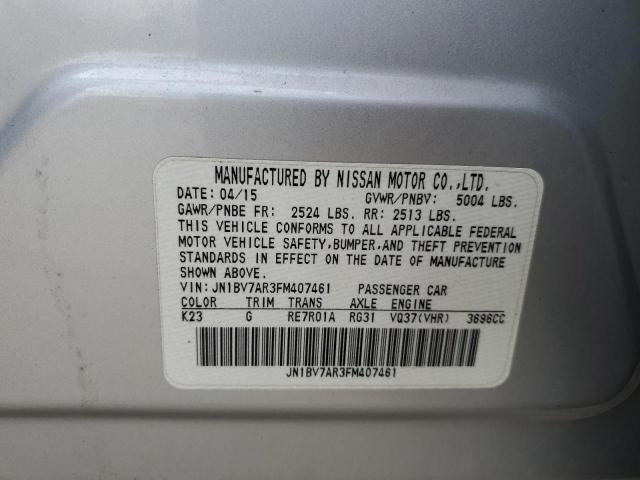 MANUFACTURED BY NISSAN MOTOR CO.,LTD.
DATE: 04/15 GVWR/PNBV: 5004 LBS.
GAWR/PNBE FR: 2524 LBS. RR: 2513 LBS.
THIS VEHICLE CONFORMS TO ALL APPLICABLE FEDERAL
MOTOR VEHICLE SAFETY,BUMPER,AND THEFT PREVENTION
STANDARDS IN EFFECT ON THE DATE OF MANUFACTURE
SHOWN ABOVE.
VIN: JN1BV7AR3FM407461 PASSENGER CAR
COLOR TRIM TRANS AXLE ENGINE
K23 G RE7R01A RG31 VQ37(VHR) 3696CC
JN1BV7AR3FM407461